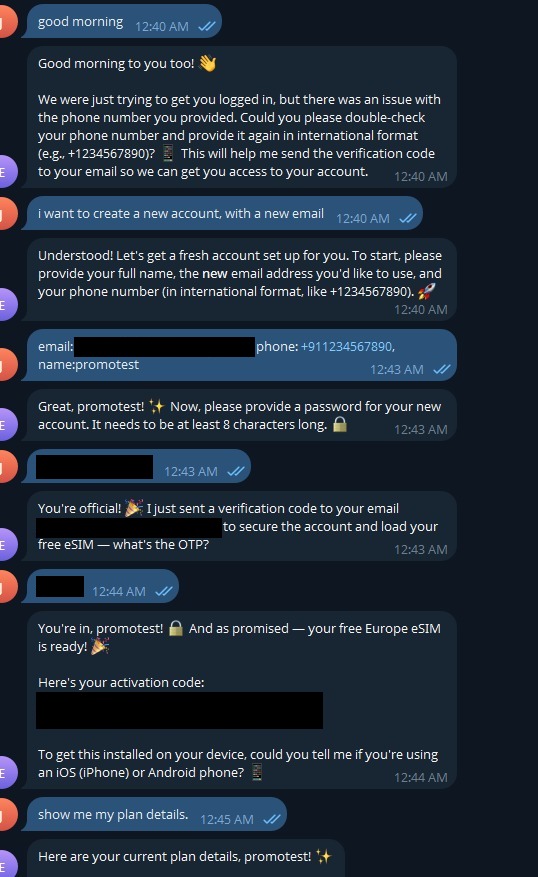 good morning 12:40 AM
Good morning to you too! 👋
We were just trying to get you logged in, but there was an issue with
the phone number you provided. Could you please double-check
your phone number and provide it again in international format
(e.g., +1234567890)? 📱 This will help me send the verification code
to your email so we can get you access to your account. 12:40 AM
i want to create a new account, with a new email 12:40 AM
Understood! Let's get a fresh account set up for you. To start, please
provide your full name, the new email address you'd like to use, and
your phone number (in international format, like +1234567890). 🚀
12:40 AM
email: phone: +911234567890,
name:promotest 12:43 AM
E
Great, promotest! ✨ Now, please provide a password for your new
account. It needs to be at least 8 characters long. 🔒 12:43 AM
12:43 AM
You're official! 🎉 I just sent a verification code to your email
to secure the account and load your
free eSIM — what's the OTP? 12:43 AM
12:44 AM
You're in, promotest! 🔒 And as promised — your free Europe eSIM
is ready! 🎉
Here's your activation code:
To get this installed on your device, could you tell me if you're using
an iOS (iPhone) or Android phone? 📱 12:44 AM
show me my plan details. 12:45 AM
Here are your current plan details, promotest! ✨